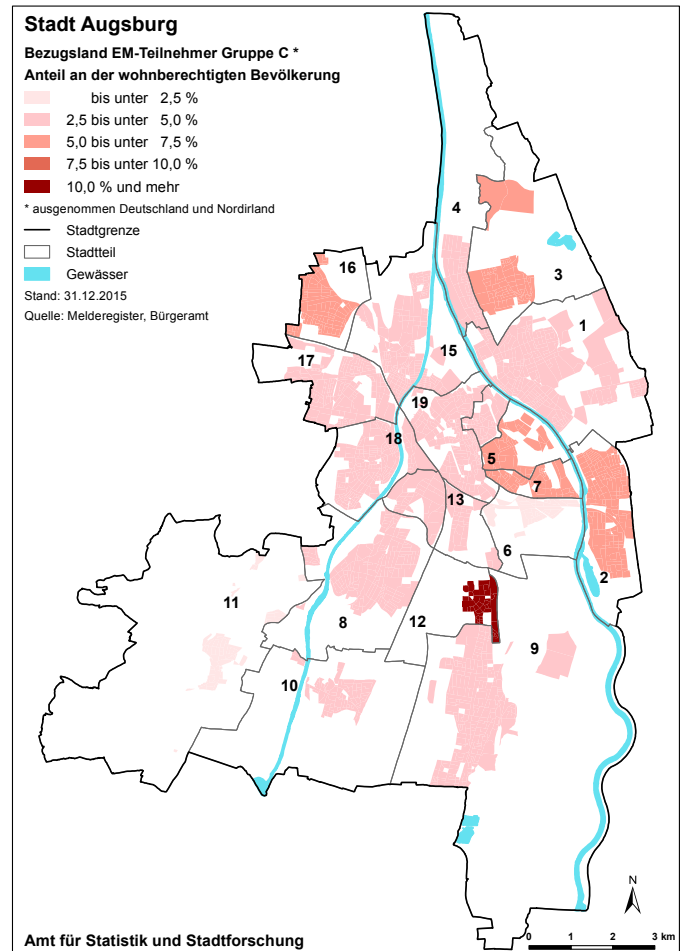 Stadt Augsburg
Bezugsland EM-Teilnehmer Gruppe C *
Anteil an der wohnberechtigten Bevölkerung
bis unter 2,5 %
2,5 bis unter 5,0 %
5,0 bis unter 7,5 %
7,5 bis unter 10,0 %
10,0 % und mehr
* ausgenommen Deutschland und Nordirland
Stadtgrenze
Stadtteil
Gewässer
Stand: 31.12.2015
Quelle: Melderegister, Bürgeramt
4
16
3
1
15
17
19
18
5
7
13
6
2
11
8
12
9
10
N
0 1 2 3 km
Amt für Statistik und Stadtforschung